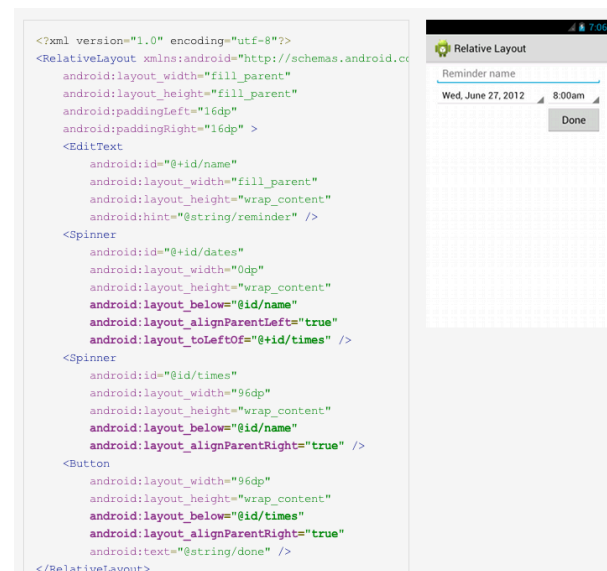 <?xml version="1.0" encoding="utf-8"?>
<RelativeLayout xmlns:android="http://schemas.android.co
android:layout_width="fill_parent"
android:layout_height="fill_parent"
android:paddingLeft="16dp"
android:paddingRight="16dp" >
<EditText
android:id="@+id/name"
android:layout_width="fill_parent"
android:layout_height="wrap_content"
android:hint="@string/reminder" />
<Spinner
android:id="@+id/dates"
android:layout_width="0dp"
android:layout_height="wrap_content"
android:layout_below="@id/name"
android:layout_alignParentLeft="true"
android:layout_toLeftOf="@+id/times" />
<Spinner
android:id="@id/times"
android:layout_width="96dp"
android:layout_height="wrap_content"
android:layout_below="@id/name"
android:layout_alignParentRight="true" />
<Button
android:layout_width="96dp"
android:layout_height="wrap_content"
android:layout_below="@id/times"
android:layout_alignParentRight="true"
android:text="@string/done" />
</RelativeLayout>
7:06
Relative Layout
Reminder name
Wed, June 27, 2012 8:00am
Done